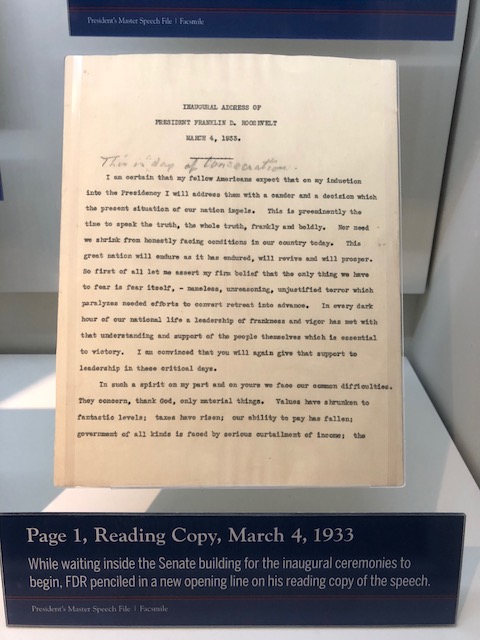 President's Master Speech File | Facsimile
INAUGURAL ADDRESS OF
PRESIDENT FRANKLIN D. ROOSEVELT
MARCH 4, 1933.
This is day of consecration.
I am certain that my fellow Americans expect that on my induction
into the Presidency I will address them with a candor and a decision which
the present situation of our nation impels. This is preeminently the
time to speak the truth, the whole truth, frankly and boldly. Nor need
we shrink from honestly facing conditions in our country today. This
great nation will endure as it has endured, will revive and will prosper.
So first of all let me assert my firm belief that the only thing we have
to fear is fear itself, - nameless, unreasoning, unjustified terror which
paralyzes needed efforts to convert retreat into advance. In every dark
hour of our national life a leadership of frankness and vigor has met with
that understanding and support of the people themselves which is essential
to victory. I am convinced that you will again give that support to
leadership in these critical days.
In such a spirit on my part and on yours we face our common difficulties.
They concern, thank God, only material things. Values have shrunken to
fantastic levels; taxes have risen; our ability to pay has fallen;
government of all kinds is faced by serious curtailment of income; the
Page 1, Reading Copy, March 4, 1933
While waiting inside the Senate building for the inaugural ceremonies to
begin, FDR penciled in a new opening line on his reading copy of the speech.
President's Master Speech File | Facsimile